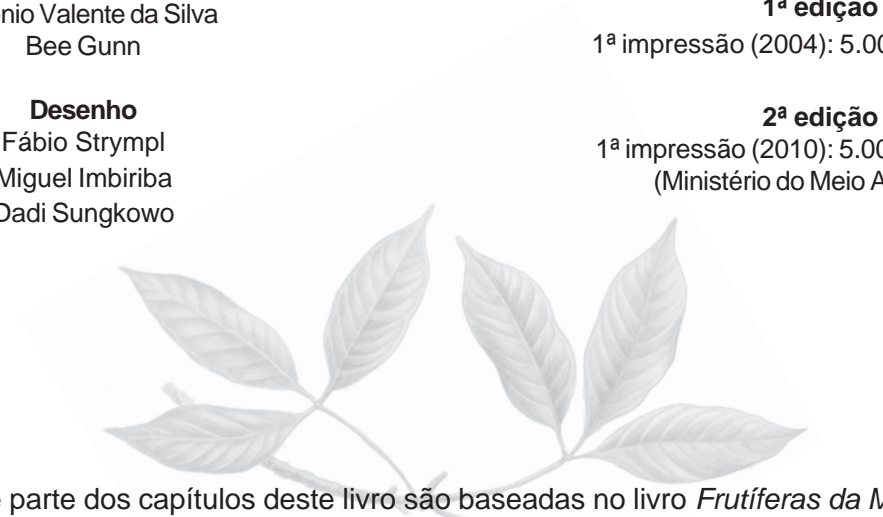 nio Valente da Silva
Bee Gunn
Desenho
Fábio Strympl
Miguel Imbiriba
Dadi Sungkowo
1ª edição
1ª impressão (2004): 5.00
2ª edição
1ª impressão (2010): 5.00
(Ministério do Meio A
e parte dos capítulos deste livro são baseadas no livro Frutíferas da M